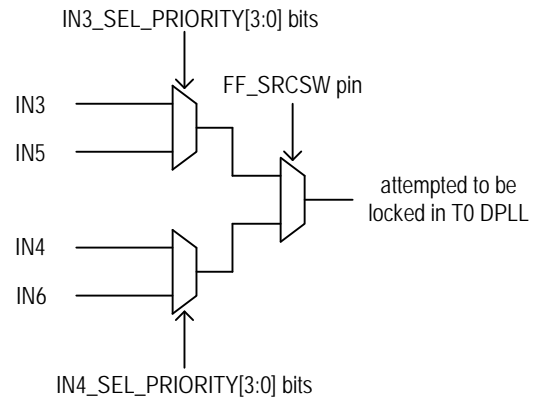 IN3_SEL_PRIORITY[3:0] bits
FF_SRCSW pin
IN3
IN5
attempted to be
locked in T0 DPLL
IN4
IN6
IN4_SEL_PRIORITY[3:0] bits